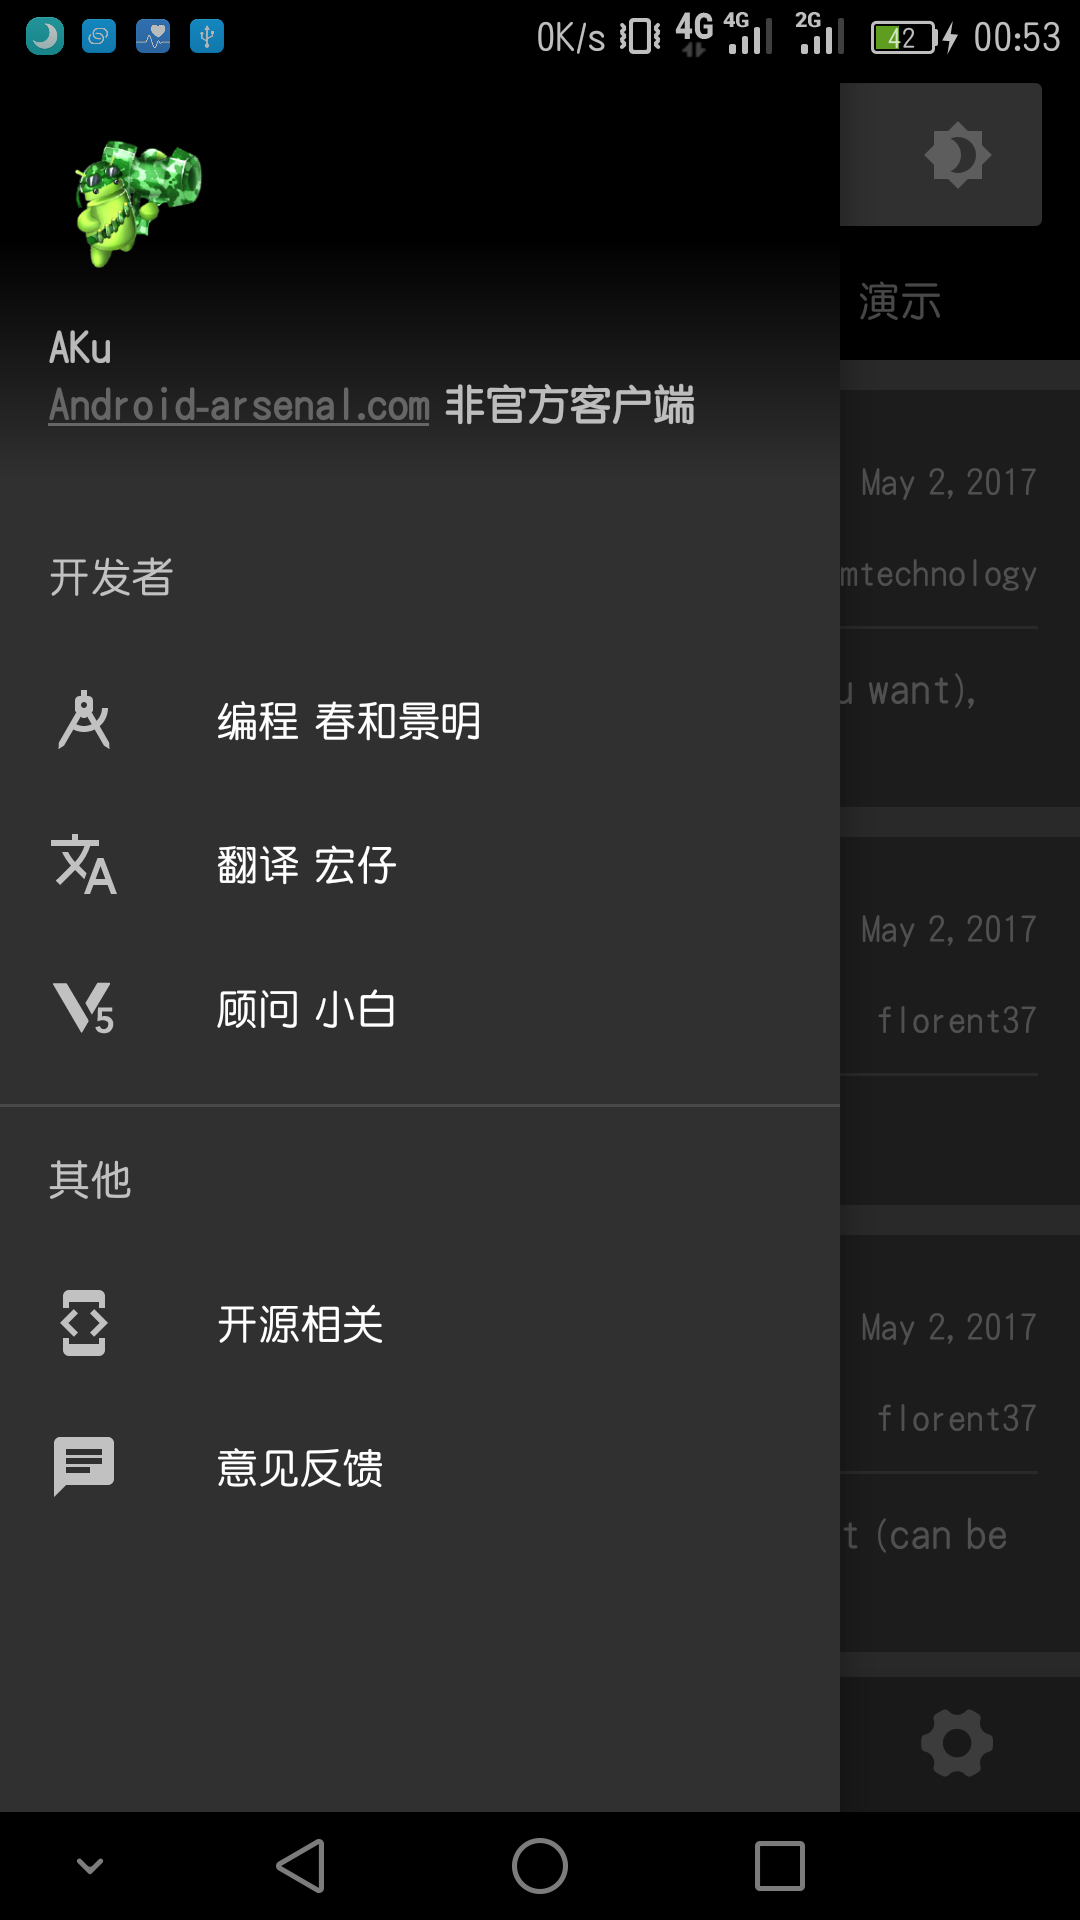 0K/s 4G 4G 2G 42 00:53
演示
AKu
Android-arsenal.com 非官方客户端
May 2, 2017
开发者
mtechnology
u want),
编程 春和景明
翻译 宏仔
May 2, 2017
顾问 小白
florent37
其他
开源相关
May 2, 2017
florent37
意见反馈
t (can be